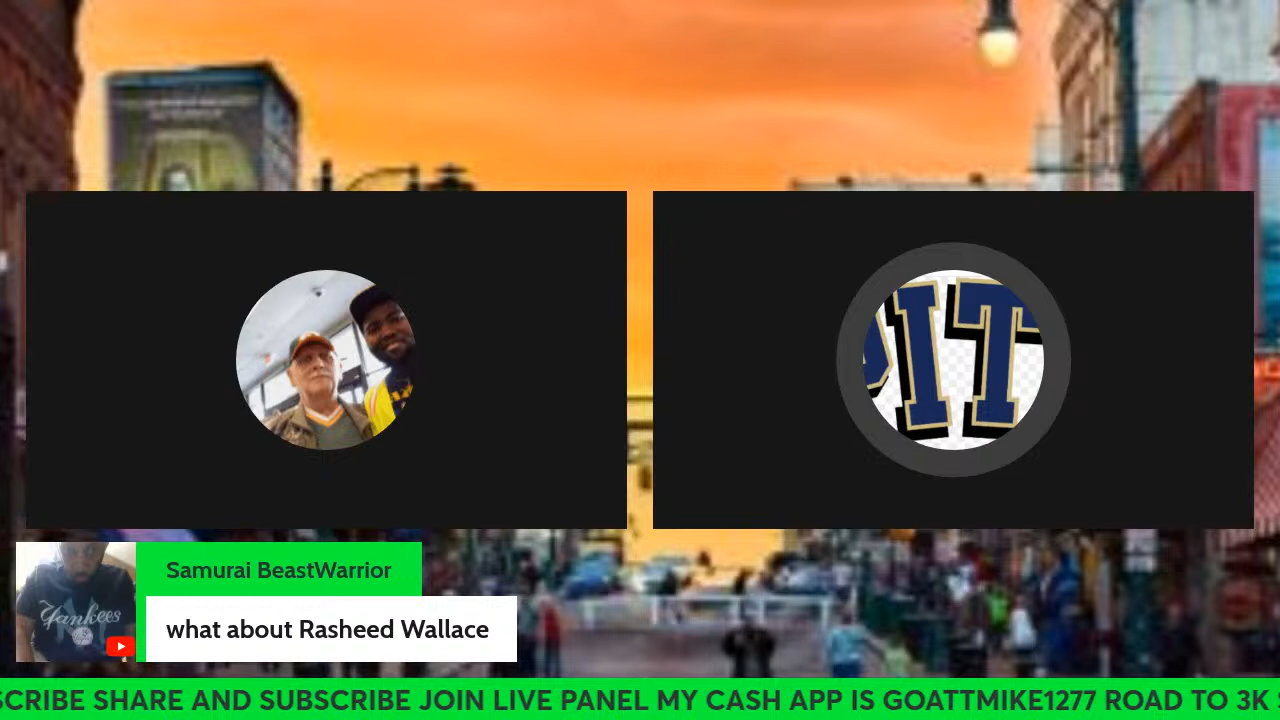 PIT
Yankees
Samurai BeastWarrior
what about Rasheed Wallace
SCRIBE SHARE AND SUBSCRIBE JOIN LIVE PANEL MY CASH APP IS GOATTMIKE1277 ROAD TO 3K